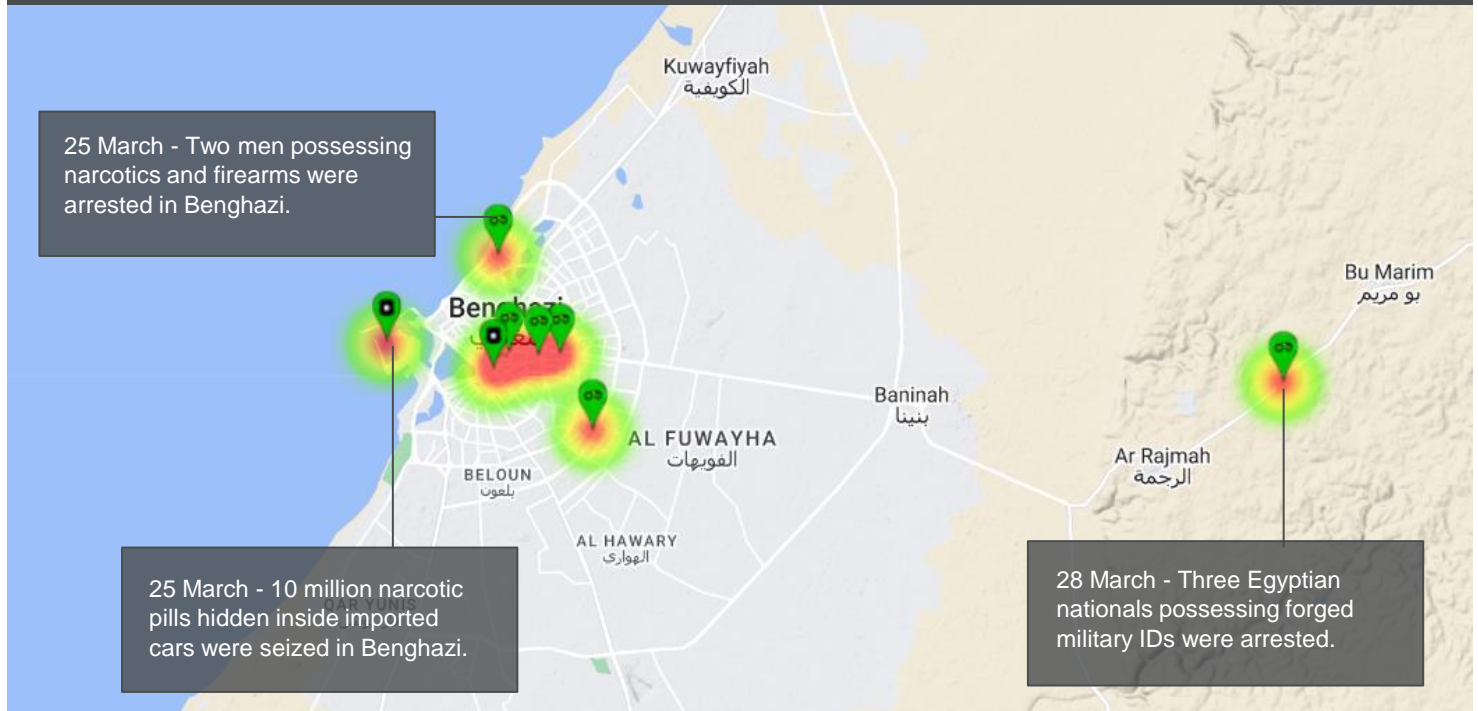 Kuwayfiyah
الكويفية
25 March - Two men possessing
narcotics and firearms were
arrested in Benghazi.
Bu Marim
بو مريم
Benghazi
Baninah
بنينا
AL FUWAYHA
الفويهات
Ar Rajmah
الرجمة
BELOUN
بلعون
AL HAWARY
الهواري
25 March - 10 million narcotic
pills hidden inside imported
cars were seized in Benghazi.
QAR YUNIS
28 March - Three Egyptian
nationals possessing forged
military IDs were arrested.